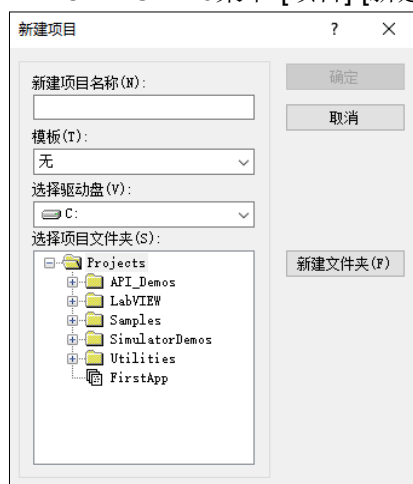 新建项目
?
新建项目名称(N):
确定
取消
模板(T):
无
选择驱动盘(V):
C:
选择项目文件夹(S):
新建文件夹(F)
Projects
API_Demos
LabVIEW
Samples
SimulatorDemos
Utilities
FirstApp